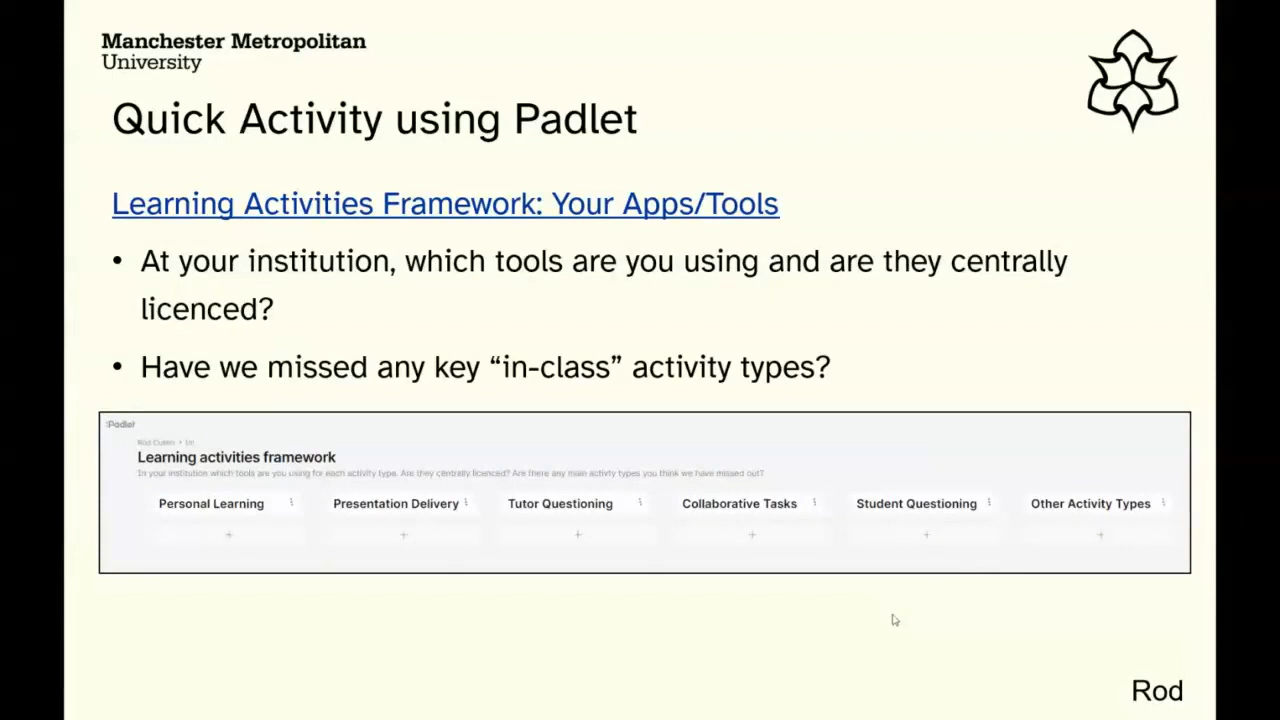 Manchester Metropolitan
University
Quick Activity using Padlet
Learning Activities Framework: Your Apps/Tools
• At your institution, which tools are you using and are they centrally
licenced?
• Have we missed any key “in-class” activity types?
:Padlet
Rod Cullen • 1m
Learning activities framework
In your institution which tools are you using for each activity type. Are they centrally licenced? Are there any main activity types you think we have missed out?
Personal Learning
Presentation Delivery
Tutor Questioning
Collaborative Tasks
Student Questioning
Other Activity Types
Rod